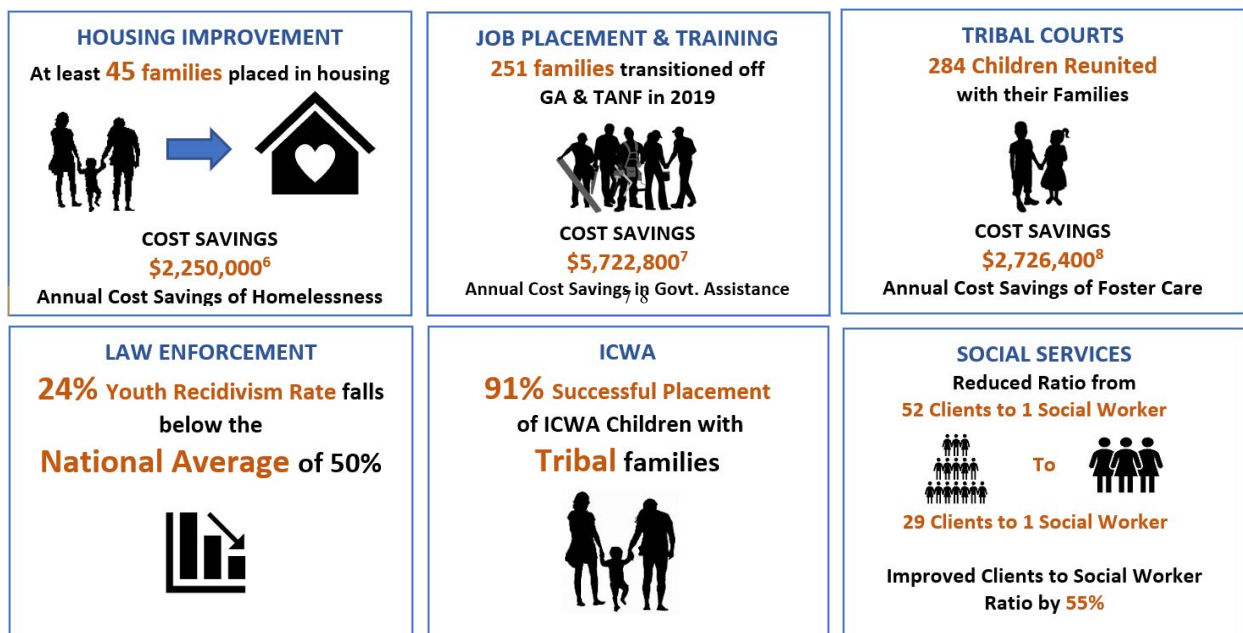 HOUSING IMPROVEMENT
At least 45 families placed in housing
COST SAVINGS
$2,250,000⁶
Annual Cost Savings of Homelessness
JOB PLACEMENT & TRAINING
251 families transitioned off
GA & TANF in 2019
COST SAVINGS
$5,722,800⁷
Annual Cost Savings in Govt. Assistance
7 8
TRIBAL COURTS
284 Children Reunited
with their Families
COST SAVINGS
$2,726,400⁸
Annual Cost Savings of Foster Care
LAW ENFORCEMENT
24% Youth Recidivism Rate falls
below the
National Average of 50%
ICWA
91% Successful Placement
of ICWA Children with
Tribal families
SOCIAL SERVICES
Reduced Ratio from
52 Clients to 1 Social Worker
To
29 Clients to 1 Social Worker
Improved Clients to Social Worker
Ratio by 55%